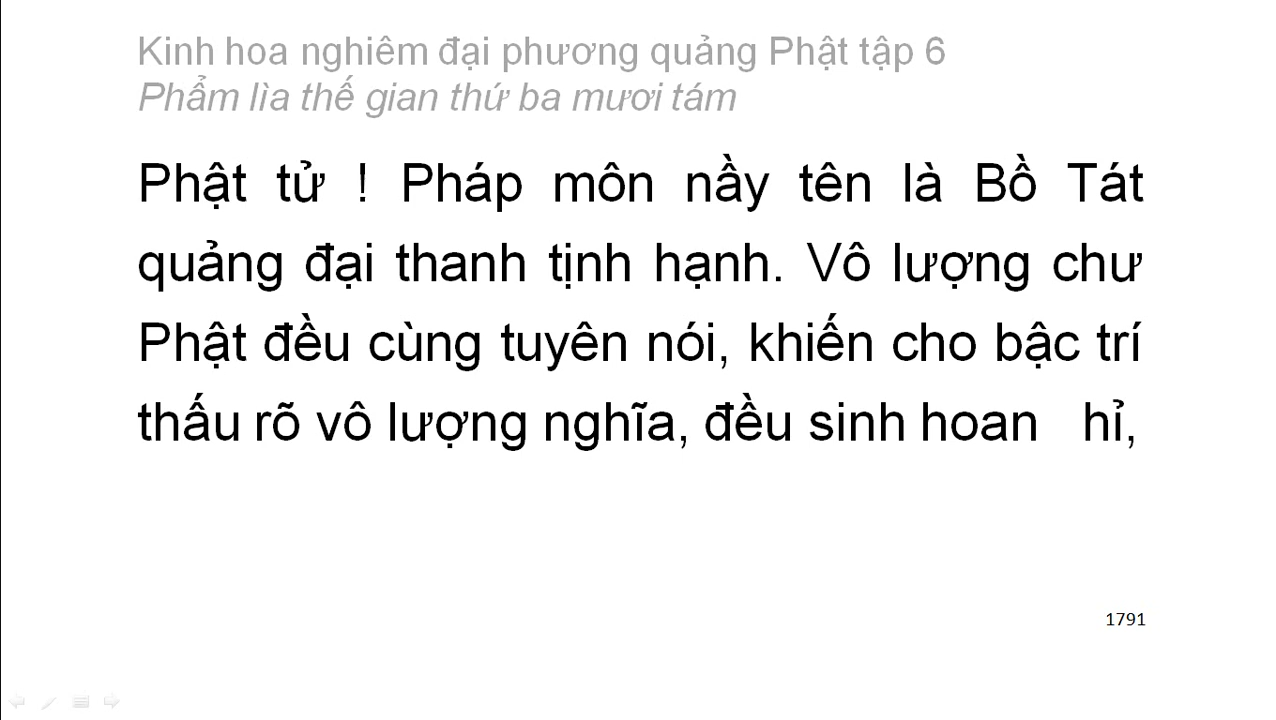 Kinh hoa nghiêm đại phương quảng Phật tập 6
Phẩm lìa thế gian thứ ba mươi tám
Phật tử ! Pháp môn nầy tên là Bồ Tát
quảng đại thanh tịnh hạnh. Vô lượng chư
Phật đều cùng tuyên nói, khiến cho bậc trí
thấu rõ vô lượng nghĩa, đều sinh hoan hỉ,
1791